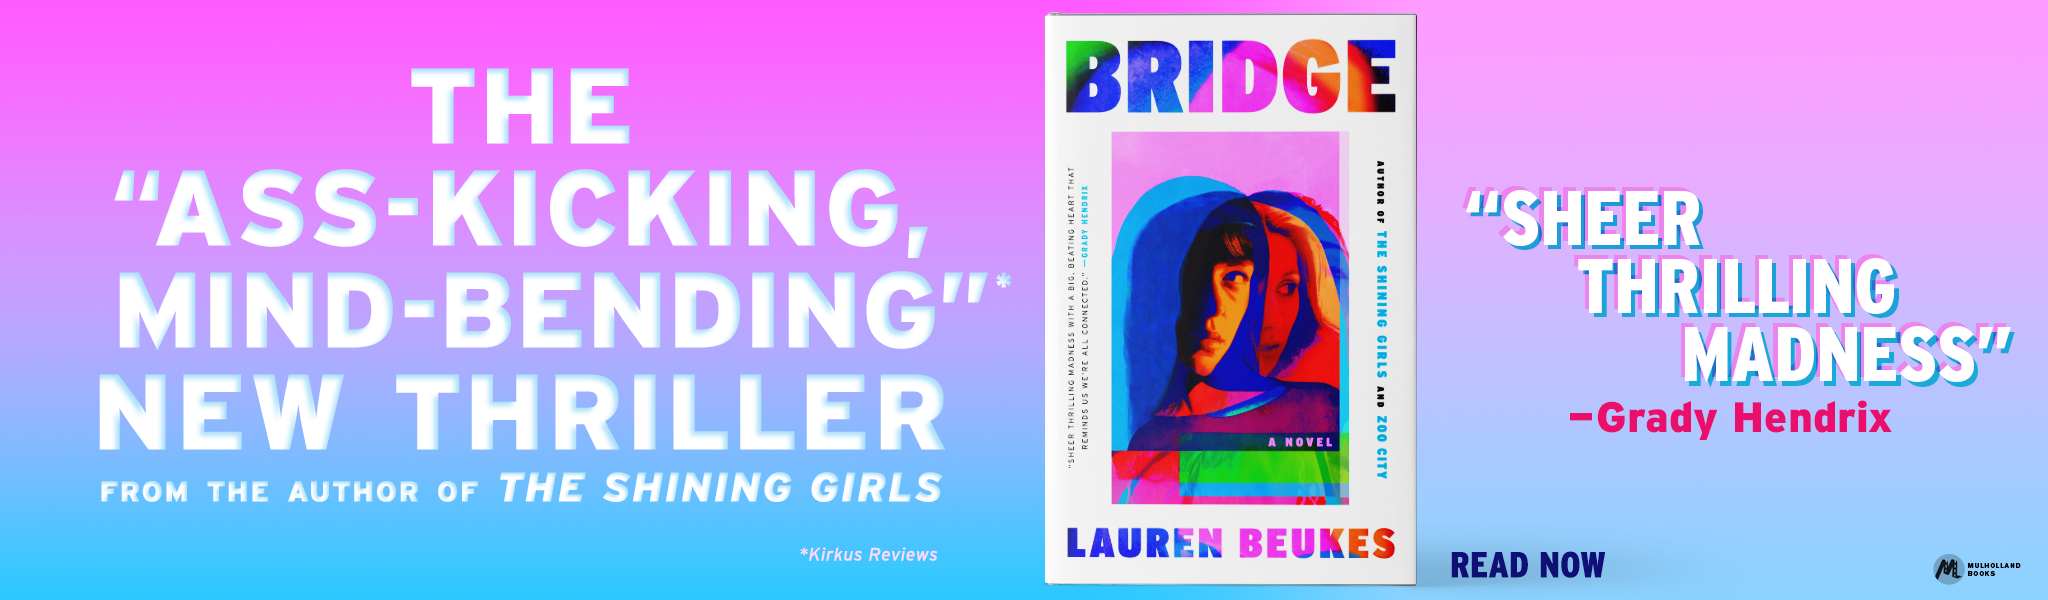 THE
“ASS-KICKING,
MIND-BENDING”*
NEW THRILLER
FROM THE AUTHOR OF THE SHINING GIRLS
*Kirkus Reviews
BRIDGE
“SHEER THRILLING MADNESS WITH A BIG, BEATING HEART THAT
REMINDS US WE’RE ALL CONNECTED.” —GRADY HENDRIX
AUTHOR OF THE SHINING GIRLS AND ZOO CITY
A NOVEL
LAUREN BEUKES
“SHEER
THRILLING
MADNESS”
—Grady Hendrix
READ NOW
MULHOLLAND
BOOKS